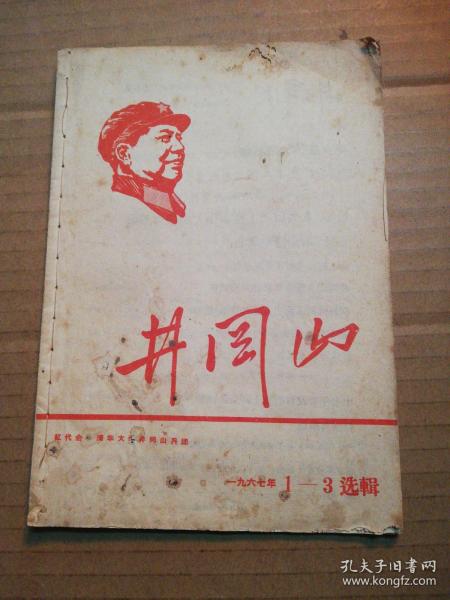 井冈山
红代会 清华大学井冈山兵团
一九六七年 1—3 选辑
孔夫子旧书网
www.kongfz.com